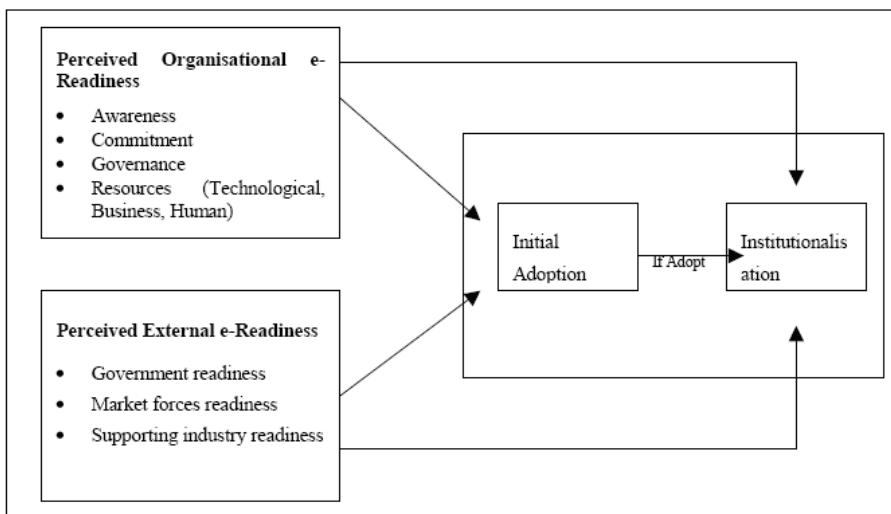 Perceived Organisational e-
Readiness
• Awareness
• Commitment
• Governance
• Resources (Technological,
Business, Human)
Initial
Adoption
If Adopt
Institutionalis
ation
Perceived External e-Readiness
• Government readiness
• Market forces readiness
• Supporting industry readiness